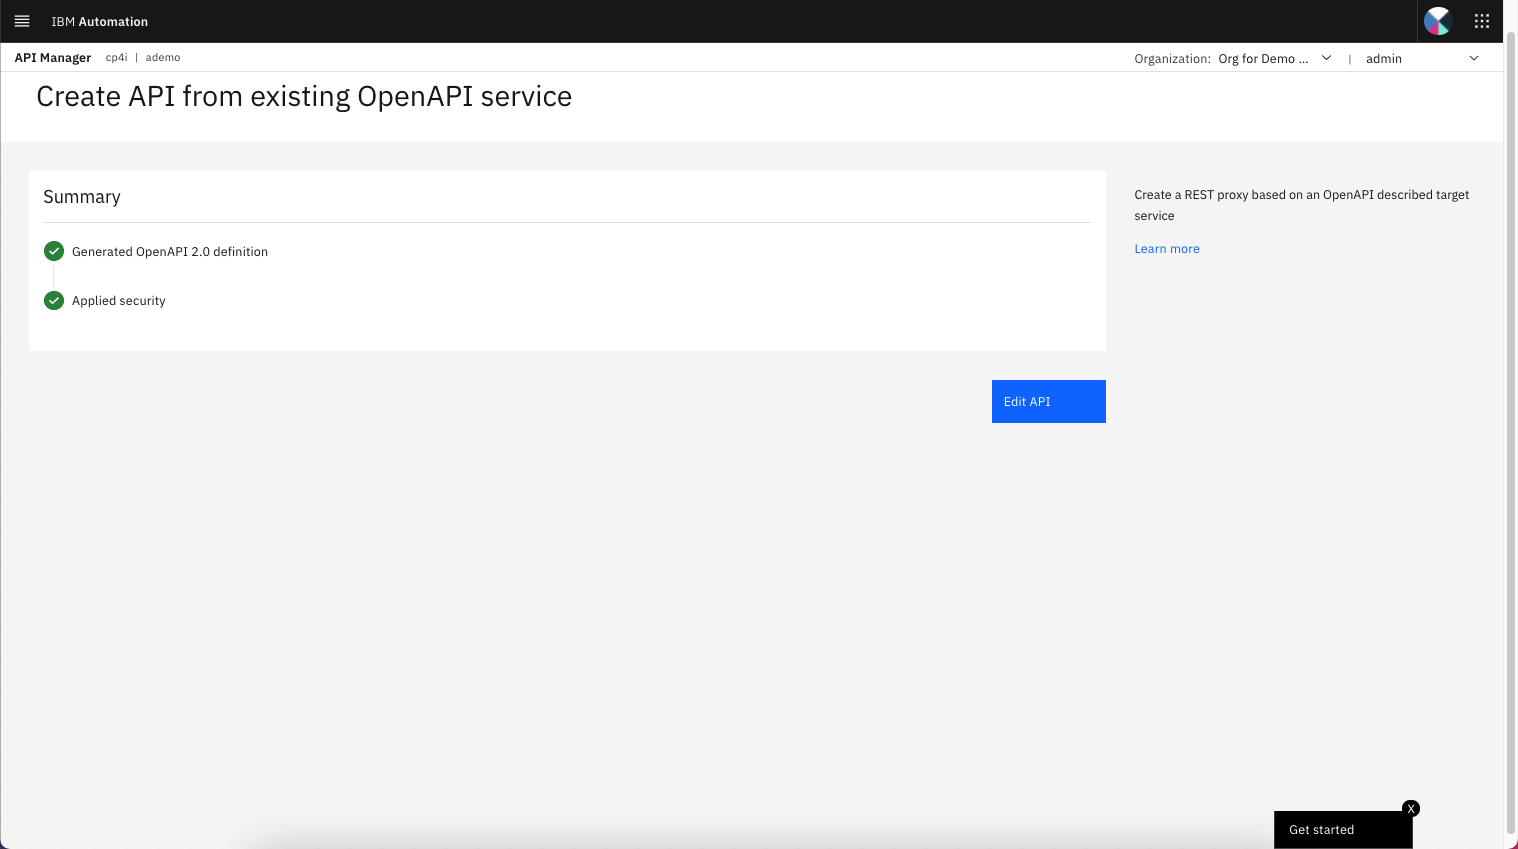 IBM Automation
API Manager cp4i | ademo Organization: Org for Demo ... | admin
Create API from existing OpenAPI service
Summary
Generated OpenAPI 2.0 definition
Applied security
Create a REST proxy based on an OpenAPI described target
service
Learn more
Edit API
X
Get started